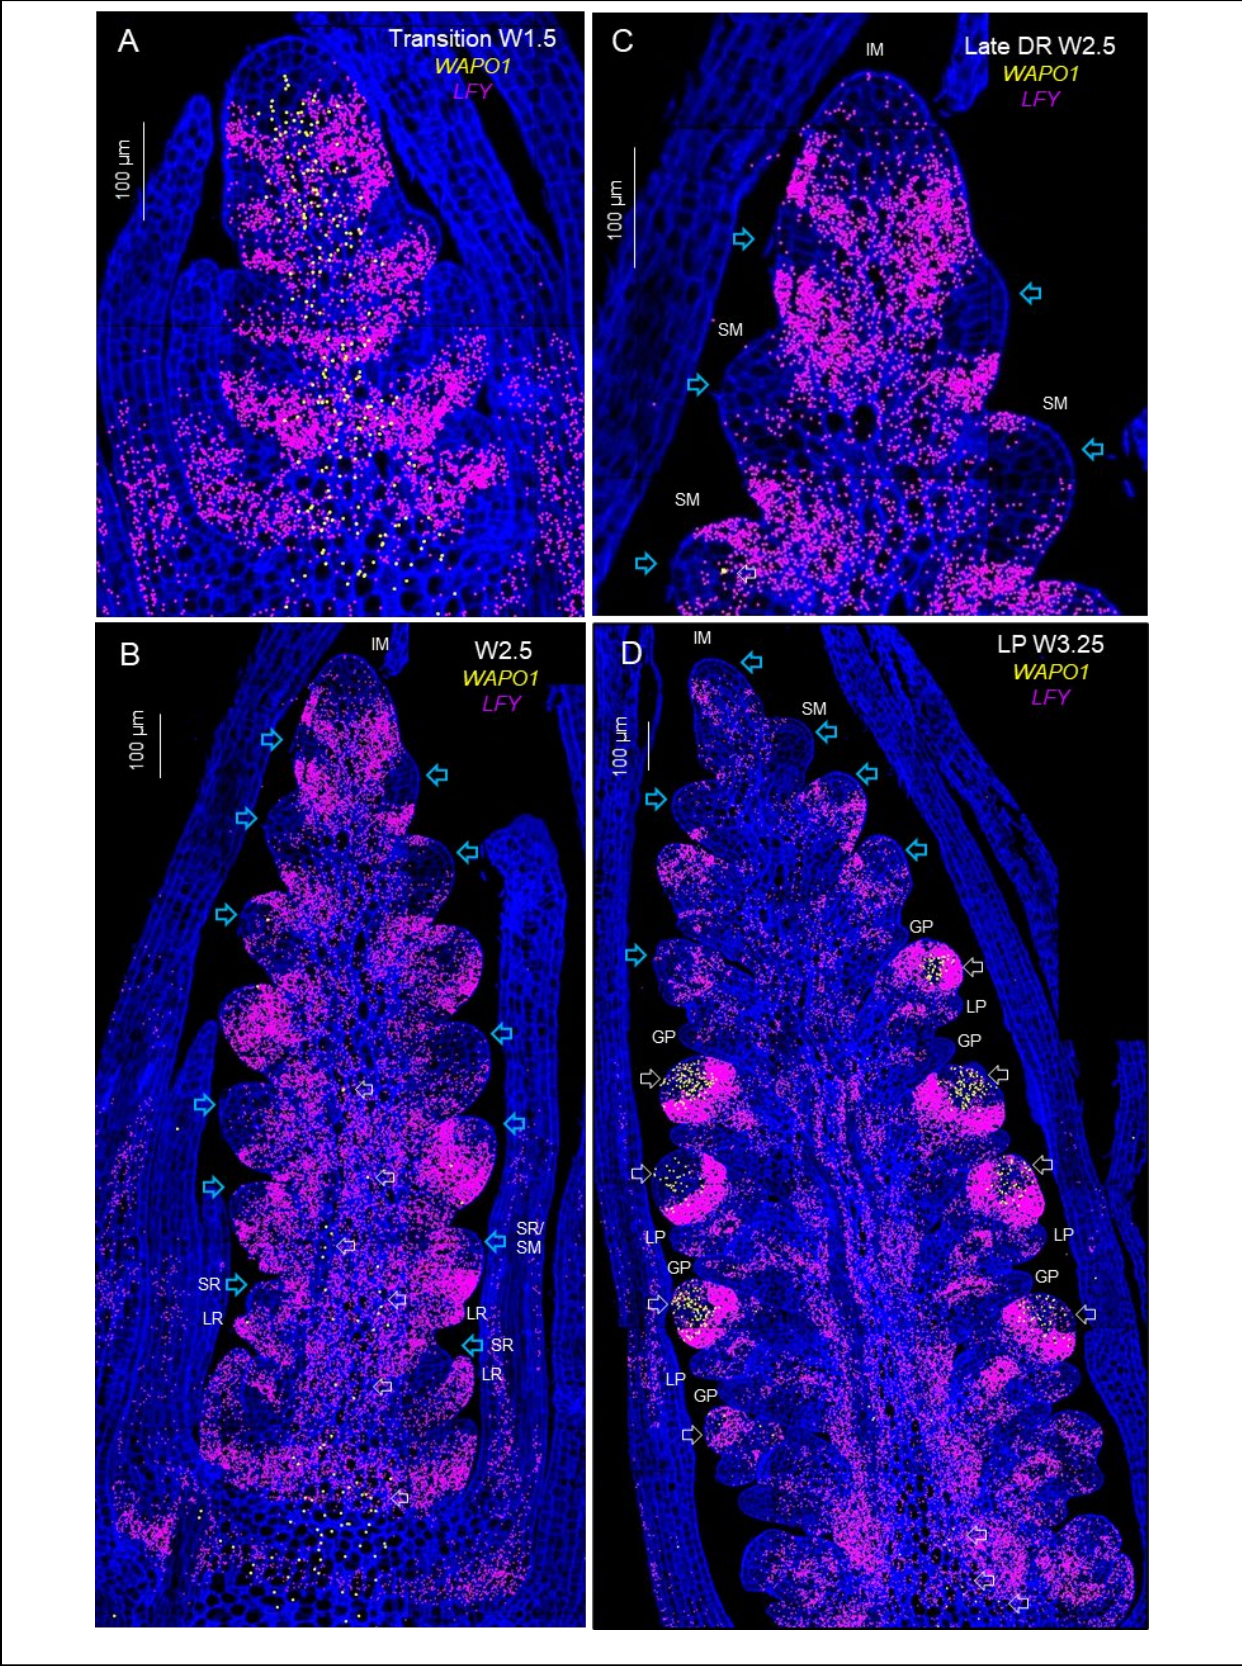 A
Transition W1.5
WAPO1
LFY
100 µm
C
IM
Late DR W2.5
WAPO1
LFY
100 µm
SM
SM
SM
B
IM
W2.5
WAPO1
LFY
100 µm
SR/
SM
SR
LR
LR
SR
LR
D
IM
LP W3.25
WAPO1
LFY
100 µm
SM
GP
LP
GP
GP
LP
LP
GP
GP
LP
GP